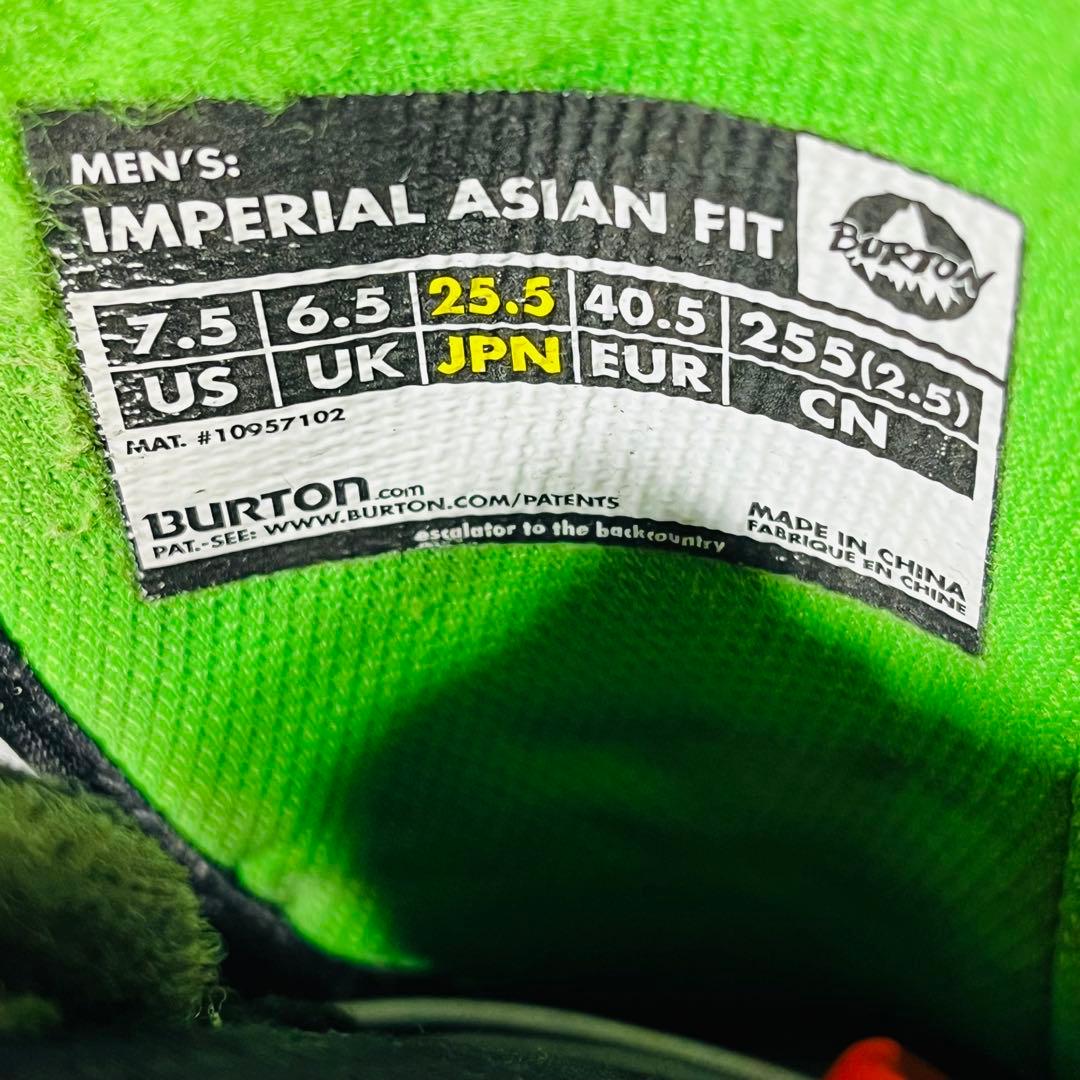 MEN'S:
IMPERIAL ASIAN FIT
BURTON
7.5 6.5 25.5 40.5 255(2.5)
US UK JPN EUR CN
MAT. #10957102
BURTON.com
PAT.-SEE: WWW.BURTON.COM/PATENTS
escalator to the backcountry
MADE IN CHINA
FABRIQUE EN CHINE